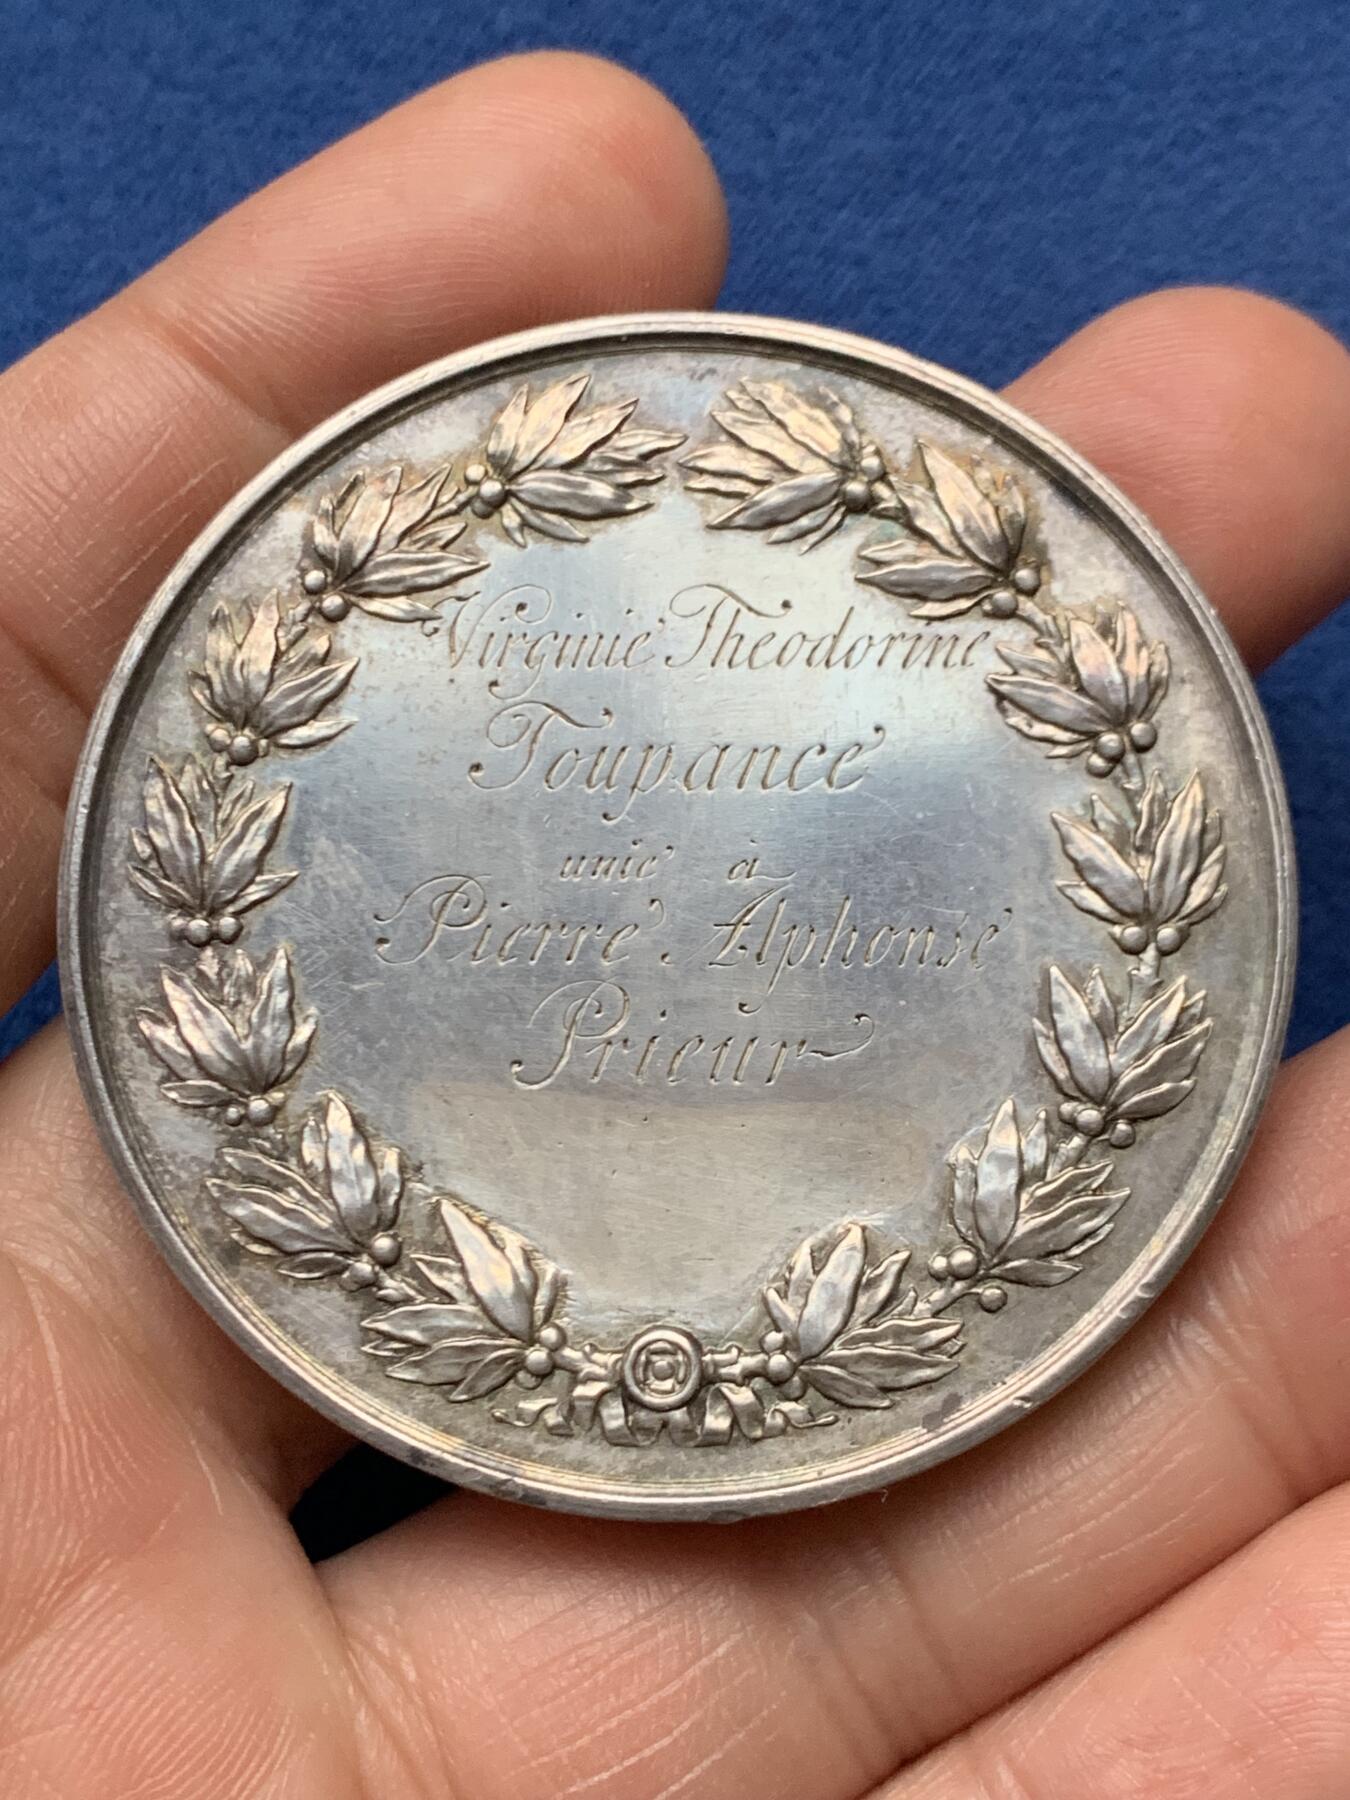 Virginie Theodorine
Toupance
unie à
Pierre Alphonse
Prieur